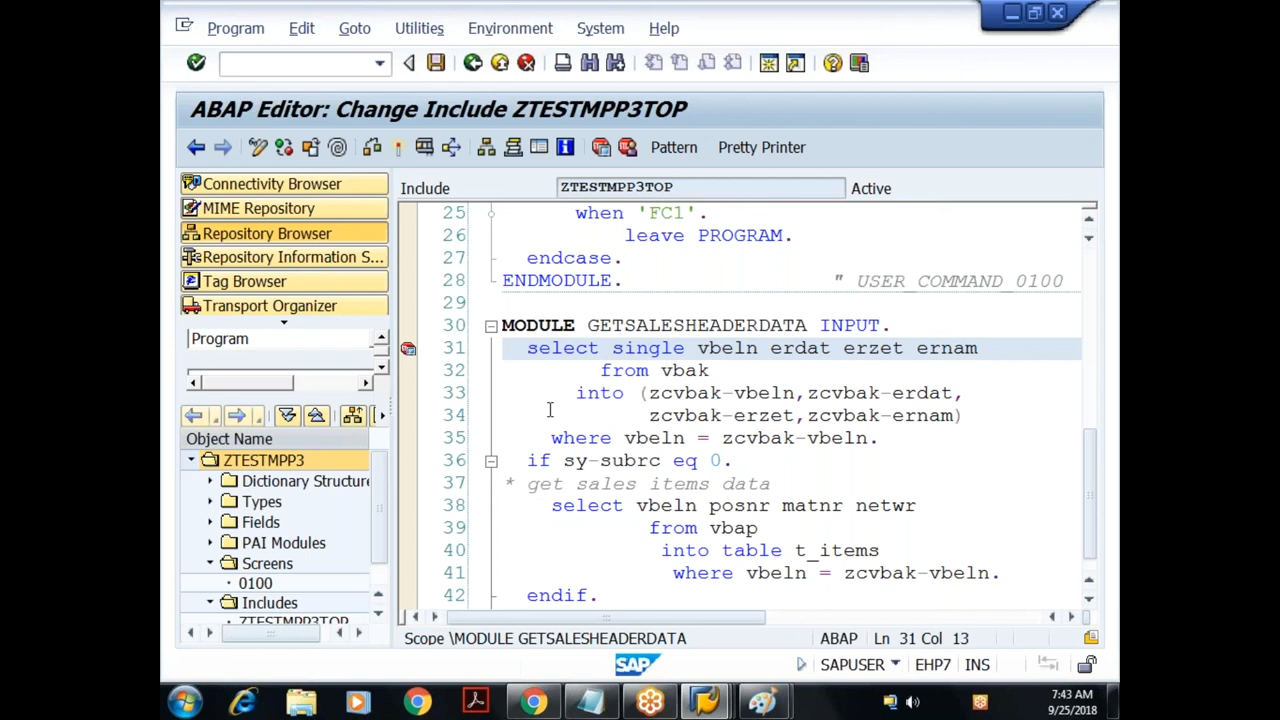 Program Edit Goto Utilities Environment System Help
ABAP Editor: Change Include ZTESTMPP3TOP
Pattern Pretty Printer
Connectivity Browser
MIME Repository
Repository Browser
Repository Information S...
Tag Browser
Transport Organizer
Program
Object Name
ZTESTMPP3
Dictionary Structure
Types
Fields
PAI Modules
Screens
0100
Includes
ZTESTMPP3TOP
Include ZTESTMPP3TOP Active
25 when 'FC1'.
26 leave PROGRAM.
27 endcase.
28 ENDMODULE. " USER_COMMAND_0100
29
30 MODULE GETSALESHEADERDATA INPUT.
31 select single vbeln erdat erzet ernam
32 from vbak
33 into (zcvbak-vbeln,zcvbak-erdat,
34 zcvbak-erzet,zcvbak-ernam)
35 where vbeln = zcvbak-vbeln.
36 if sy-subrc eq 0.
37 * get sales items data
38 select vbeln posnr matnr netwr
39 from vbap
40 into table t_items
41 where vbeln = zcvbak-vbeln.
42 endif.
Scope \MODULE GETSALESHEADERDATA ABAP Ln 31 Col 13
SAP SAPUSER EHP7 INS
7:43 AM
9/25/2018